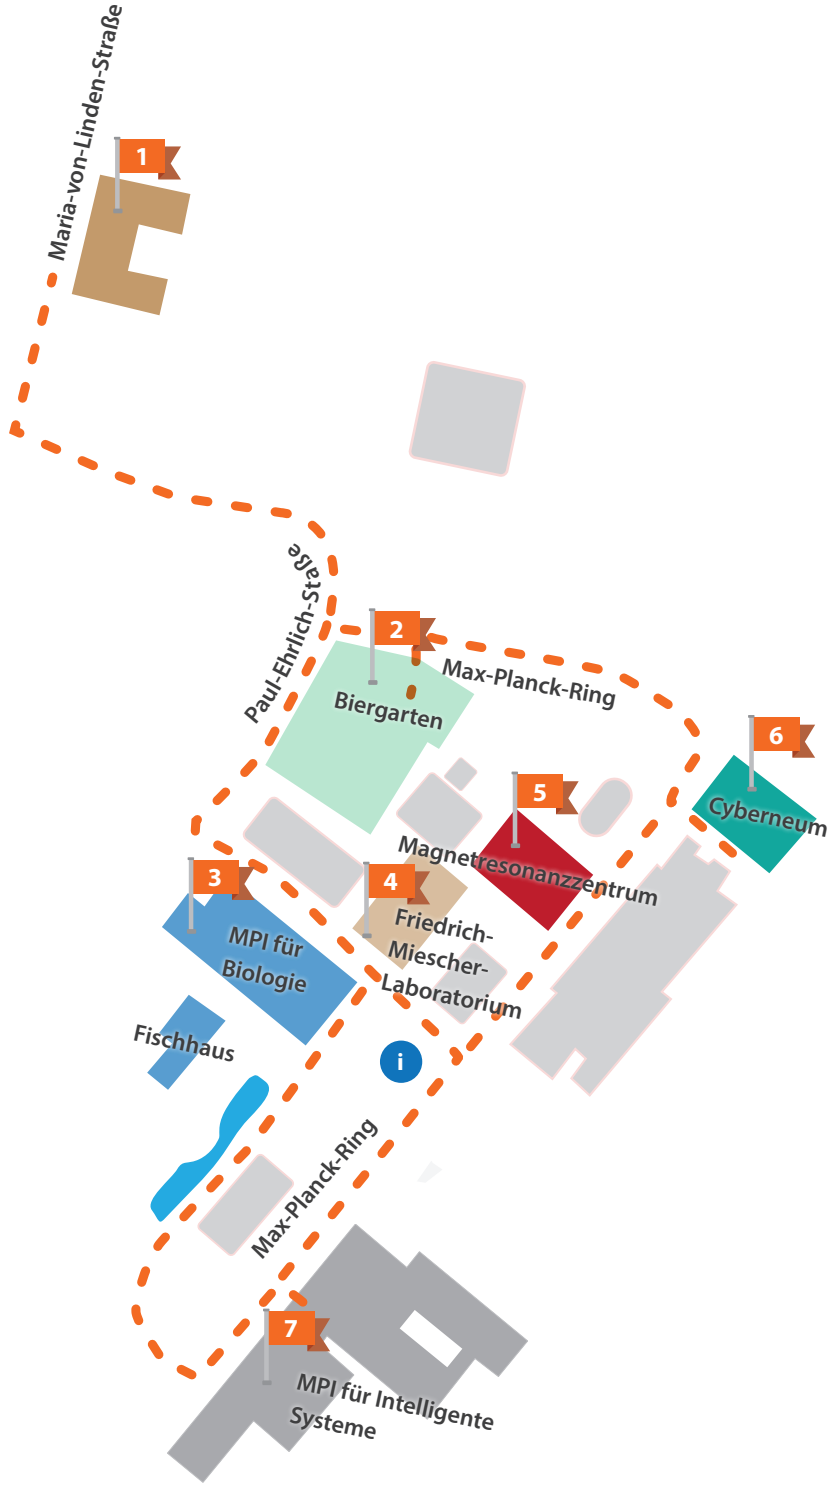 Maria-von-Linden-Straße
1
Paul-Ehrlich-Staße
2
Biergarten
Max-Planck-Ring
6
Cyberneum
5
Magnetresonanzzentrum
3
MPI für
Biologie
4
Friedrich-
Miescher-
Laboratorium
Fischhaus
i
Max-Planck-Ring
7
MPI für Intelligente
Systeme